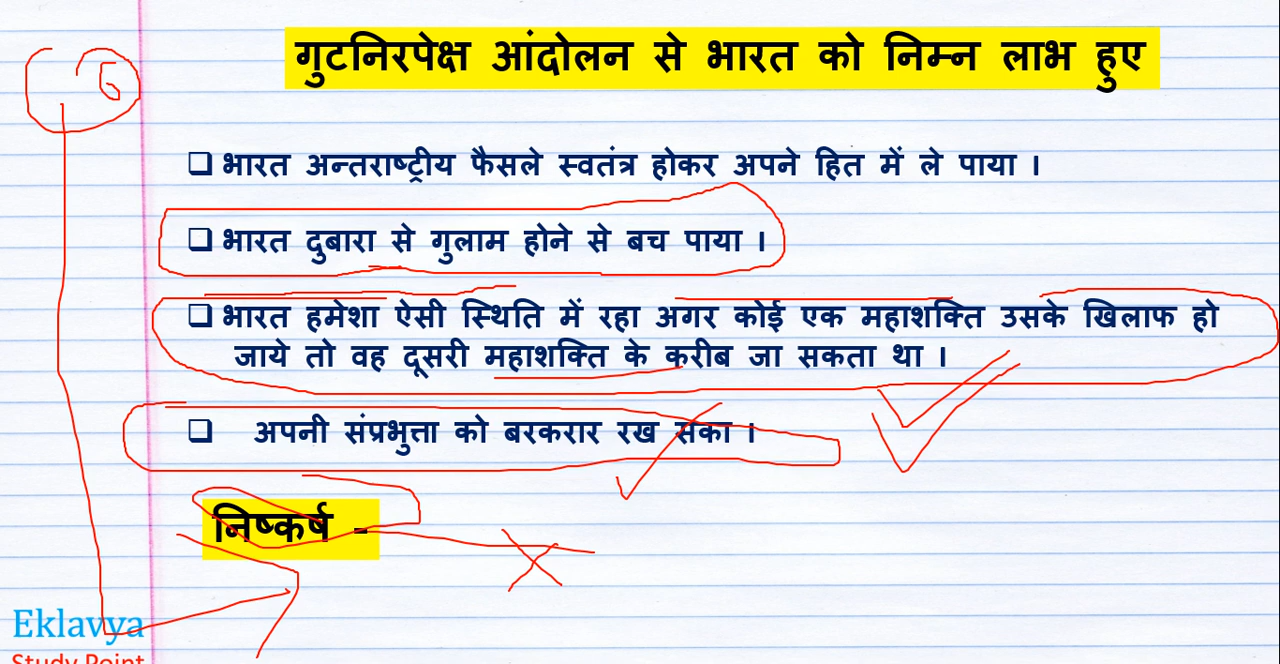 गुटनिरपेक्ष आंदोलन से भारत को निम्न लाभ हुए
6
❑ भारत अन्तराष्ट्रीय फैसले स्वतंत्र होकर अपने हित में ले पाया ।
❑ भारत दुबारा से गुलाम होने से बच पाया ।
❑ भारत हमेशा ऐसी स्थिति में रहा अगर कोई एक महाशक्ति उसके खिलाफ हो
जाये तो वह दूसरी महाशक्ति के करीब जा सकता था ।
❑ अपनी संप्रभुत्ता को बरकरार रख सका ।
निष्कर्ष -
Eklavya
Study Point